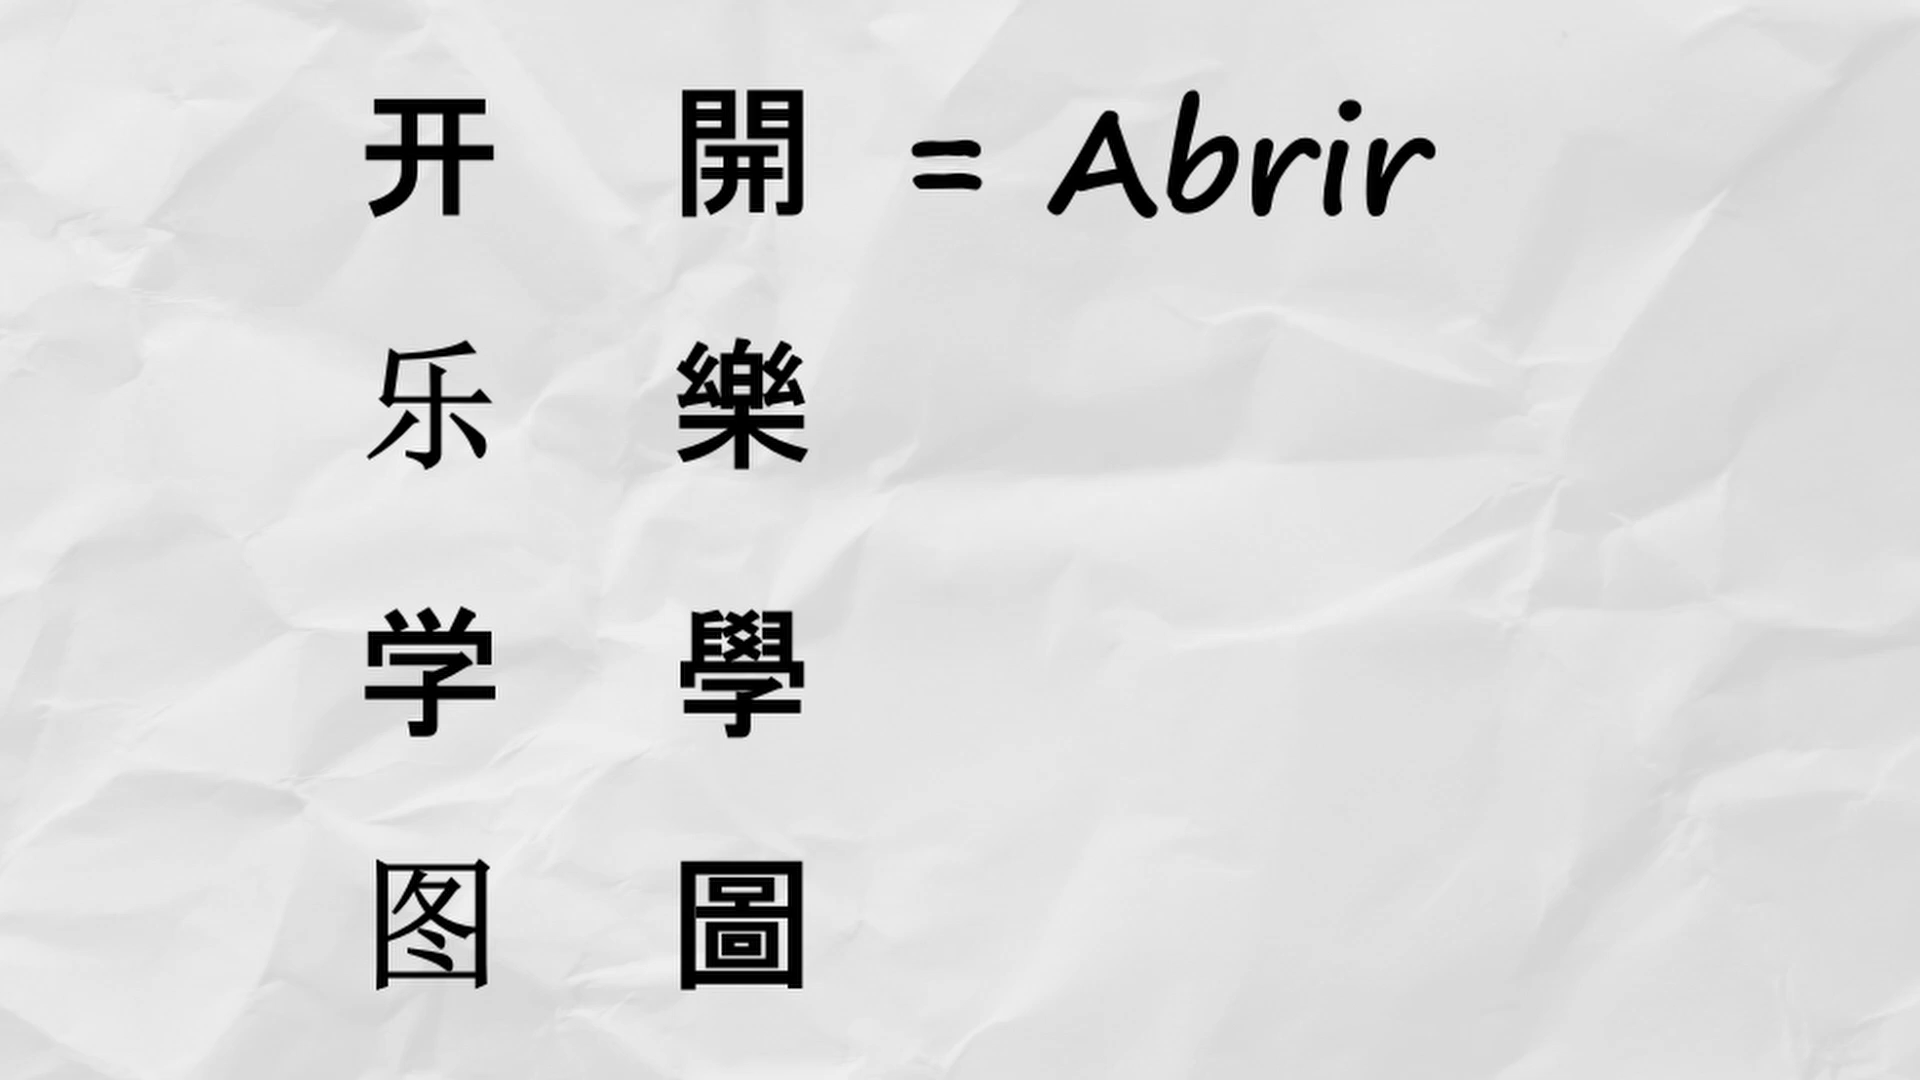 开 開 = Abrir
乐 樂
学 學
图 圖